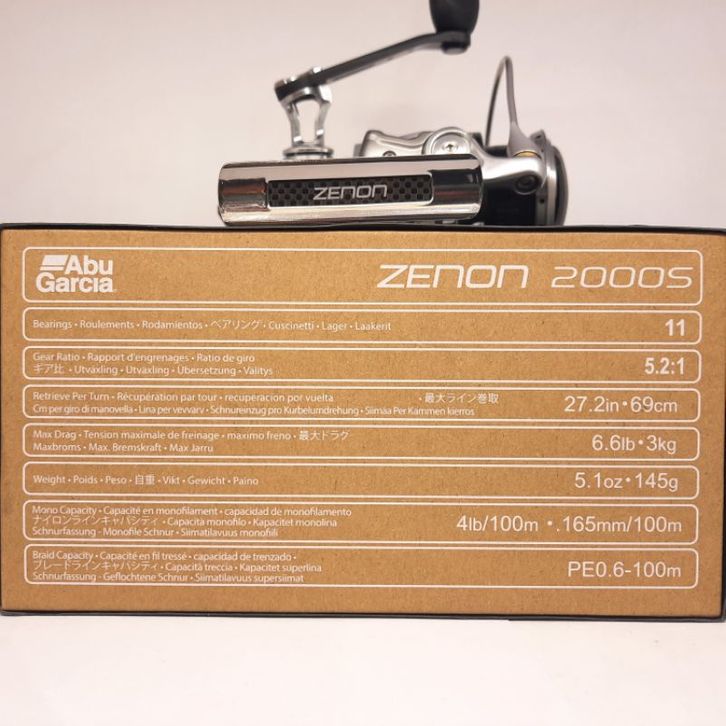 ZENON
Abu
Garcia
ZENON 2000S
Bearings • Roulements • Rodamientos • ベアリング • Cuscinetti • Lager • Laakerit
11
Gear Ratio • Rapport d'engrenages • Ratio de giro
ギア比 • Utväxling • Utväxling • Übersetzung • Välitys
5.2:1
Retrieve Per Turn • Récupération par tour • recuperacion por vuelta • 最大ライン巻取
Cm per giro di manovella • Lina per vevvarv • Schnureinzug pro Kurbelumdrehung • Siimaa Per Kammen kierros
27.2in • 69cm
Max Drag • Tension maximale de freinage • maximo freno • 最大ドラグ
Maxbroms • Max. Bremskraft • Max Jarru
6.6lb • 3kg
Weight • Poids • Peso • 自重 • Vikt • Gewicht • Paino
5.1oz • 145g
Mono Capacity • Capacité en monofilament • capacidad de monofilamento
ナイロンラインキャパシティ • Capacita monofilo • Kapacitet monolina
Schnurfassung - Monofile Schnur • Siimatilavuus monofiili
4lb/100m • .165mm/100m
Braid Capacity • Capacité en fil tressé • capacidad de trenzado •
ブレードラインキャパシティ • Capacità treccia • Kapacitet superlina
Schnurfassung - Geflochtene Schnur • Siimatilavuus supersiimat
PE0.6-100m